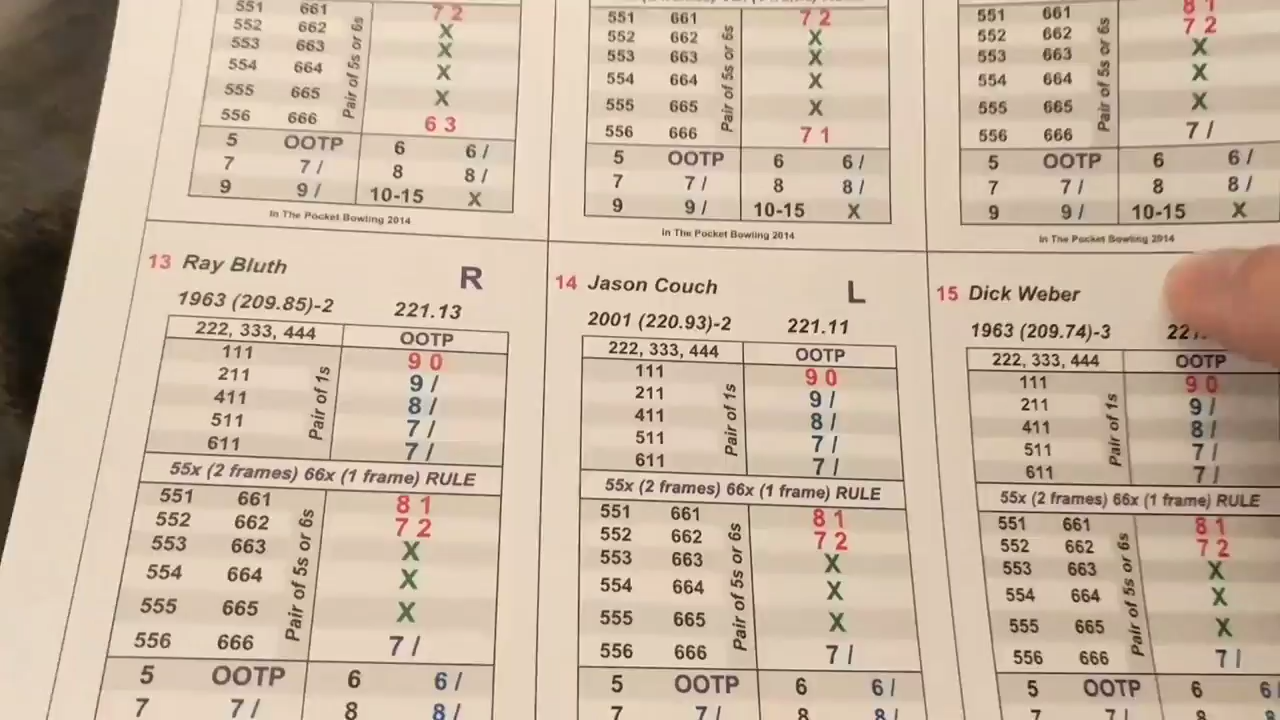 551 661 7 2
552 662 X
553 663 X
554 664 X
555 665 X
556 666 6 3
Pair of 5s or 6s
5 OOTP 6 6 /
7 7 / 8 8 /
9 9 / 10-15 X
In The Pocket Bowling 2014
551 661 7 2
552 662 X
553 663 X
554 664 X
555 665 X
556 666 7 1
Pair of 5s or 6s
5 OOTP 6 6 /
7 7 / 8 8 /
9 9 / 10-15 X
In The Pocket Bowling 2014
8 1
551 661 7 2
552 662 X
553 663 X
554 664 X
555 665 X
556 666 7 /
Pair of 5s or 6s
5 OOTP 6 6 /
7 7 / 8 8 /
9 9 / 10-15 X
In The Pocket Bowling 2014
13 Ray Bluth R
1963 (209.85)-2 221.13
222, 333, 444 OOTP
111 9 0
211 9 /
411 8 /
511 7 /
611 7 /
Pair of 1s
55x (2 frames) 66x (1 frame) RULE
551 661 8 1
552 662 7 2
553 663 X
554 664 X
555 665 X
556 666 7 /
Pair of 5s or 6s
5 OOTP 6 6 /
7 7 / 8 8 /
14 Jason Couch L
2001 (220.93)-2 221.11
222, 333, 444 OOTP
111 9 0
211 9 /
411 8 /
511 7 /
611 7 /
Pair of 1s
55x (2 frames) 66x (1 frame) RULE
551 661 8 1
552 662 7 2
553 663 X
554 664 X
555 665 X
556 666 7 /
Pair of 5s or 6s
5 OOTP 6 6 /
7 7 / 8 8 /
15 Dick Weber
1963 (209.74)-3
222, 333, 444 OOTP
111 9 0
211 9 /
411 8 /
511 7 /
611 7 /
Pair of 1s
55x (2 frames) 66x (1 frame) RULE
551 661 8 1
552 662 7 2
553 663 X
554 664 X
555 665 X
556 666 7 /
Pair of 5s or 6s
5 OOTP 6 6 /
7 7 / 8